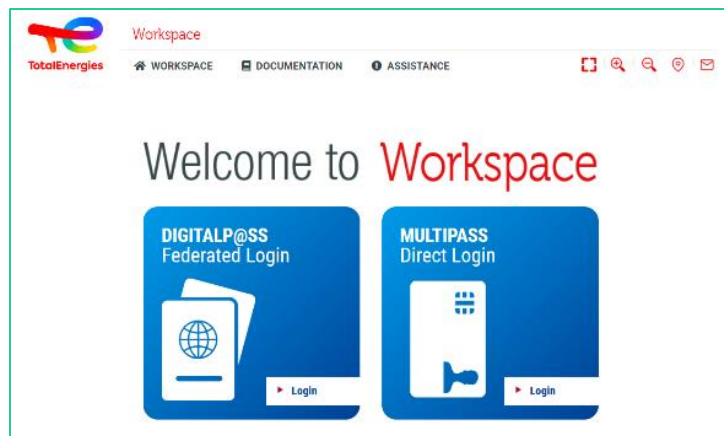 Workspace
TotalEnergies
WORKSPACE DOCUMENTATION ASSISTANCE
Welcome to Workspace
DIGITALP@SS
Federated Login
Login
MULTIPASS
Direct Login
Login